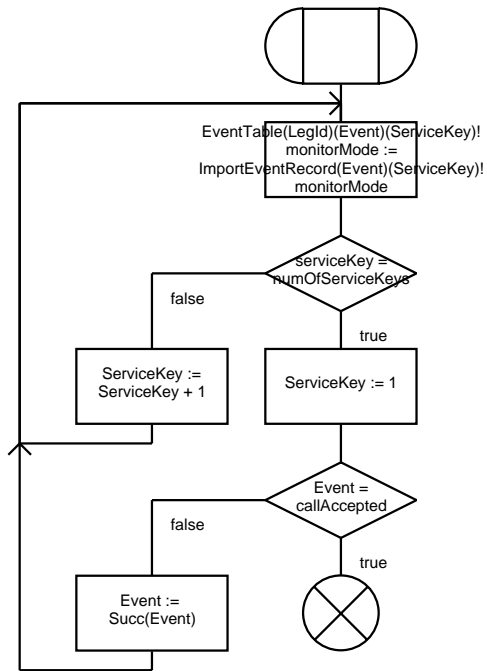 EventTable(LegId)(Event)(ServiceKey)!
monitorMode :=
ImportEventRecord(Event)(ServiceKey)!
monitorMode
serviceKey =
numOfServiceKeys
false
true
ServiceKey :=
ServiceKey + 1
ServiceKey := 1
Event =
callAccepted
false
true
Event :=
Succ(Event)